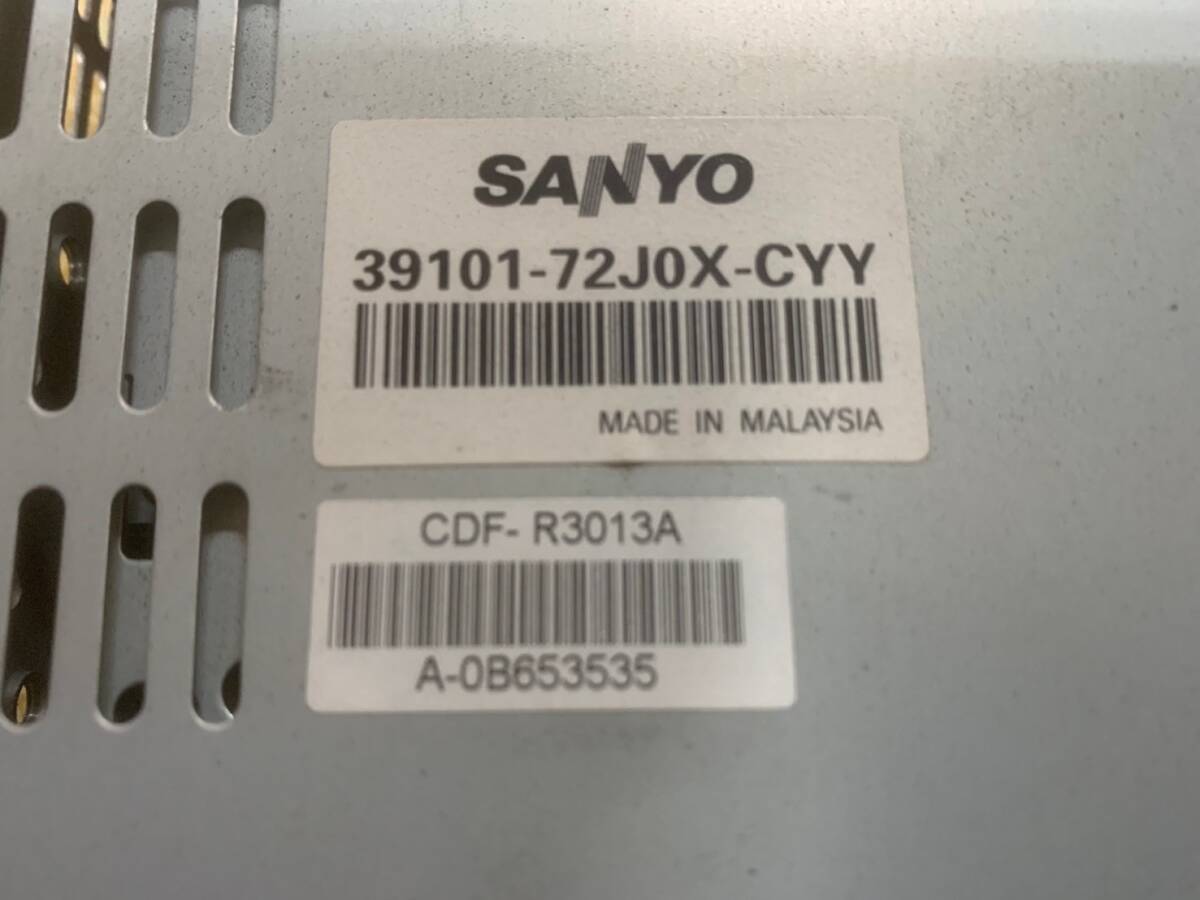 SANYO
39101-72J0X-CYY
MADE IN MALAYSIA
CDF- R3013A
A-0B653535